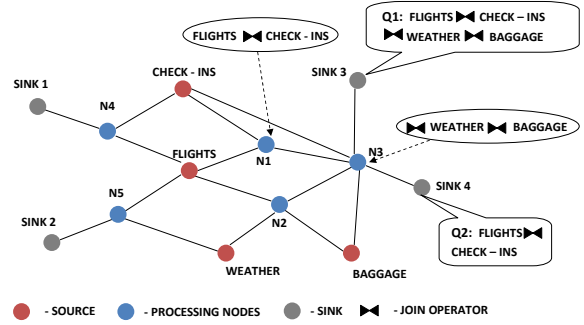 Q1: FLIGHTS CHECK – INS
WEATHER BAGGAGE
FLIGHTS CHECK - INS
SINK 3
CHECK - INS
SINK 1
N4
WEATHER BAGGAGE
N3
FLIGHTS
N1
SINK 4
N5
N2
Q2: FLIGHTS
CHECK – INS
SINK 2
WEATHER
BAGGAGE
- SOURCE - PROCESSING NODES - SINK - JOIN OPERATOR